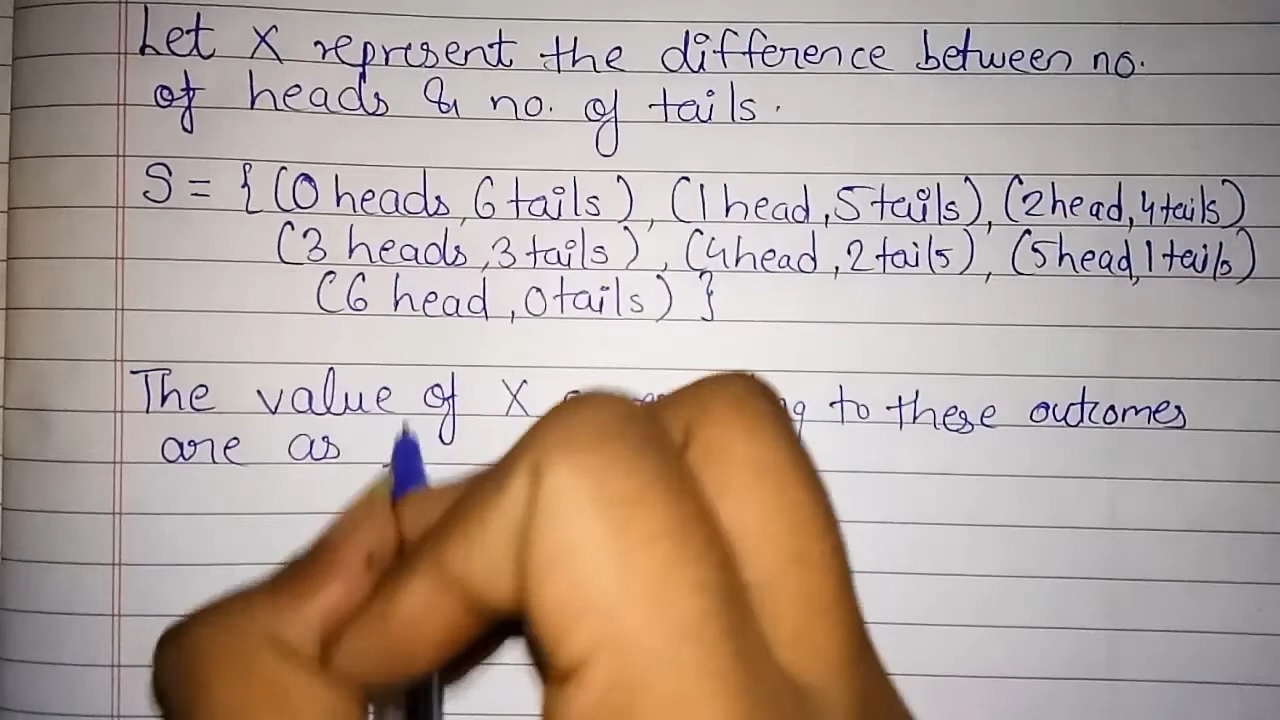 Let X represent the difference between no.
of heads & no. of tails.
S = { (0 heads, 6 tails), (1 head, 5 tails), (2 head, 4 tails)
(3 heads, 3 tails), (4 head, 2 tails), (5 head, 1 tails)
(6 head, 0 tails) }
The value of X to these outcomes
are as